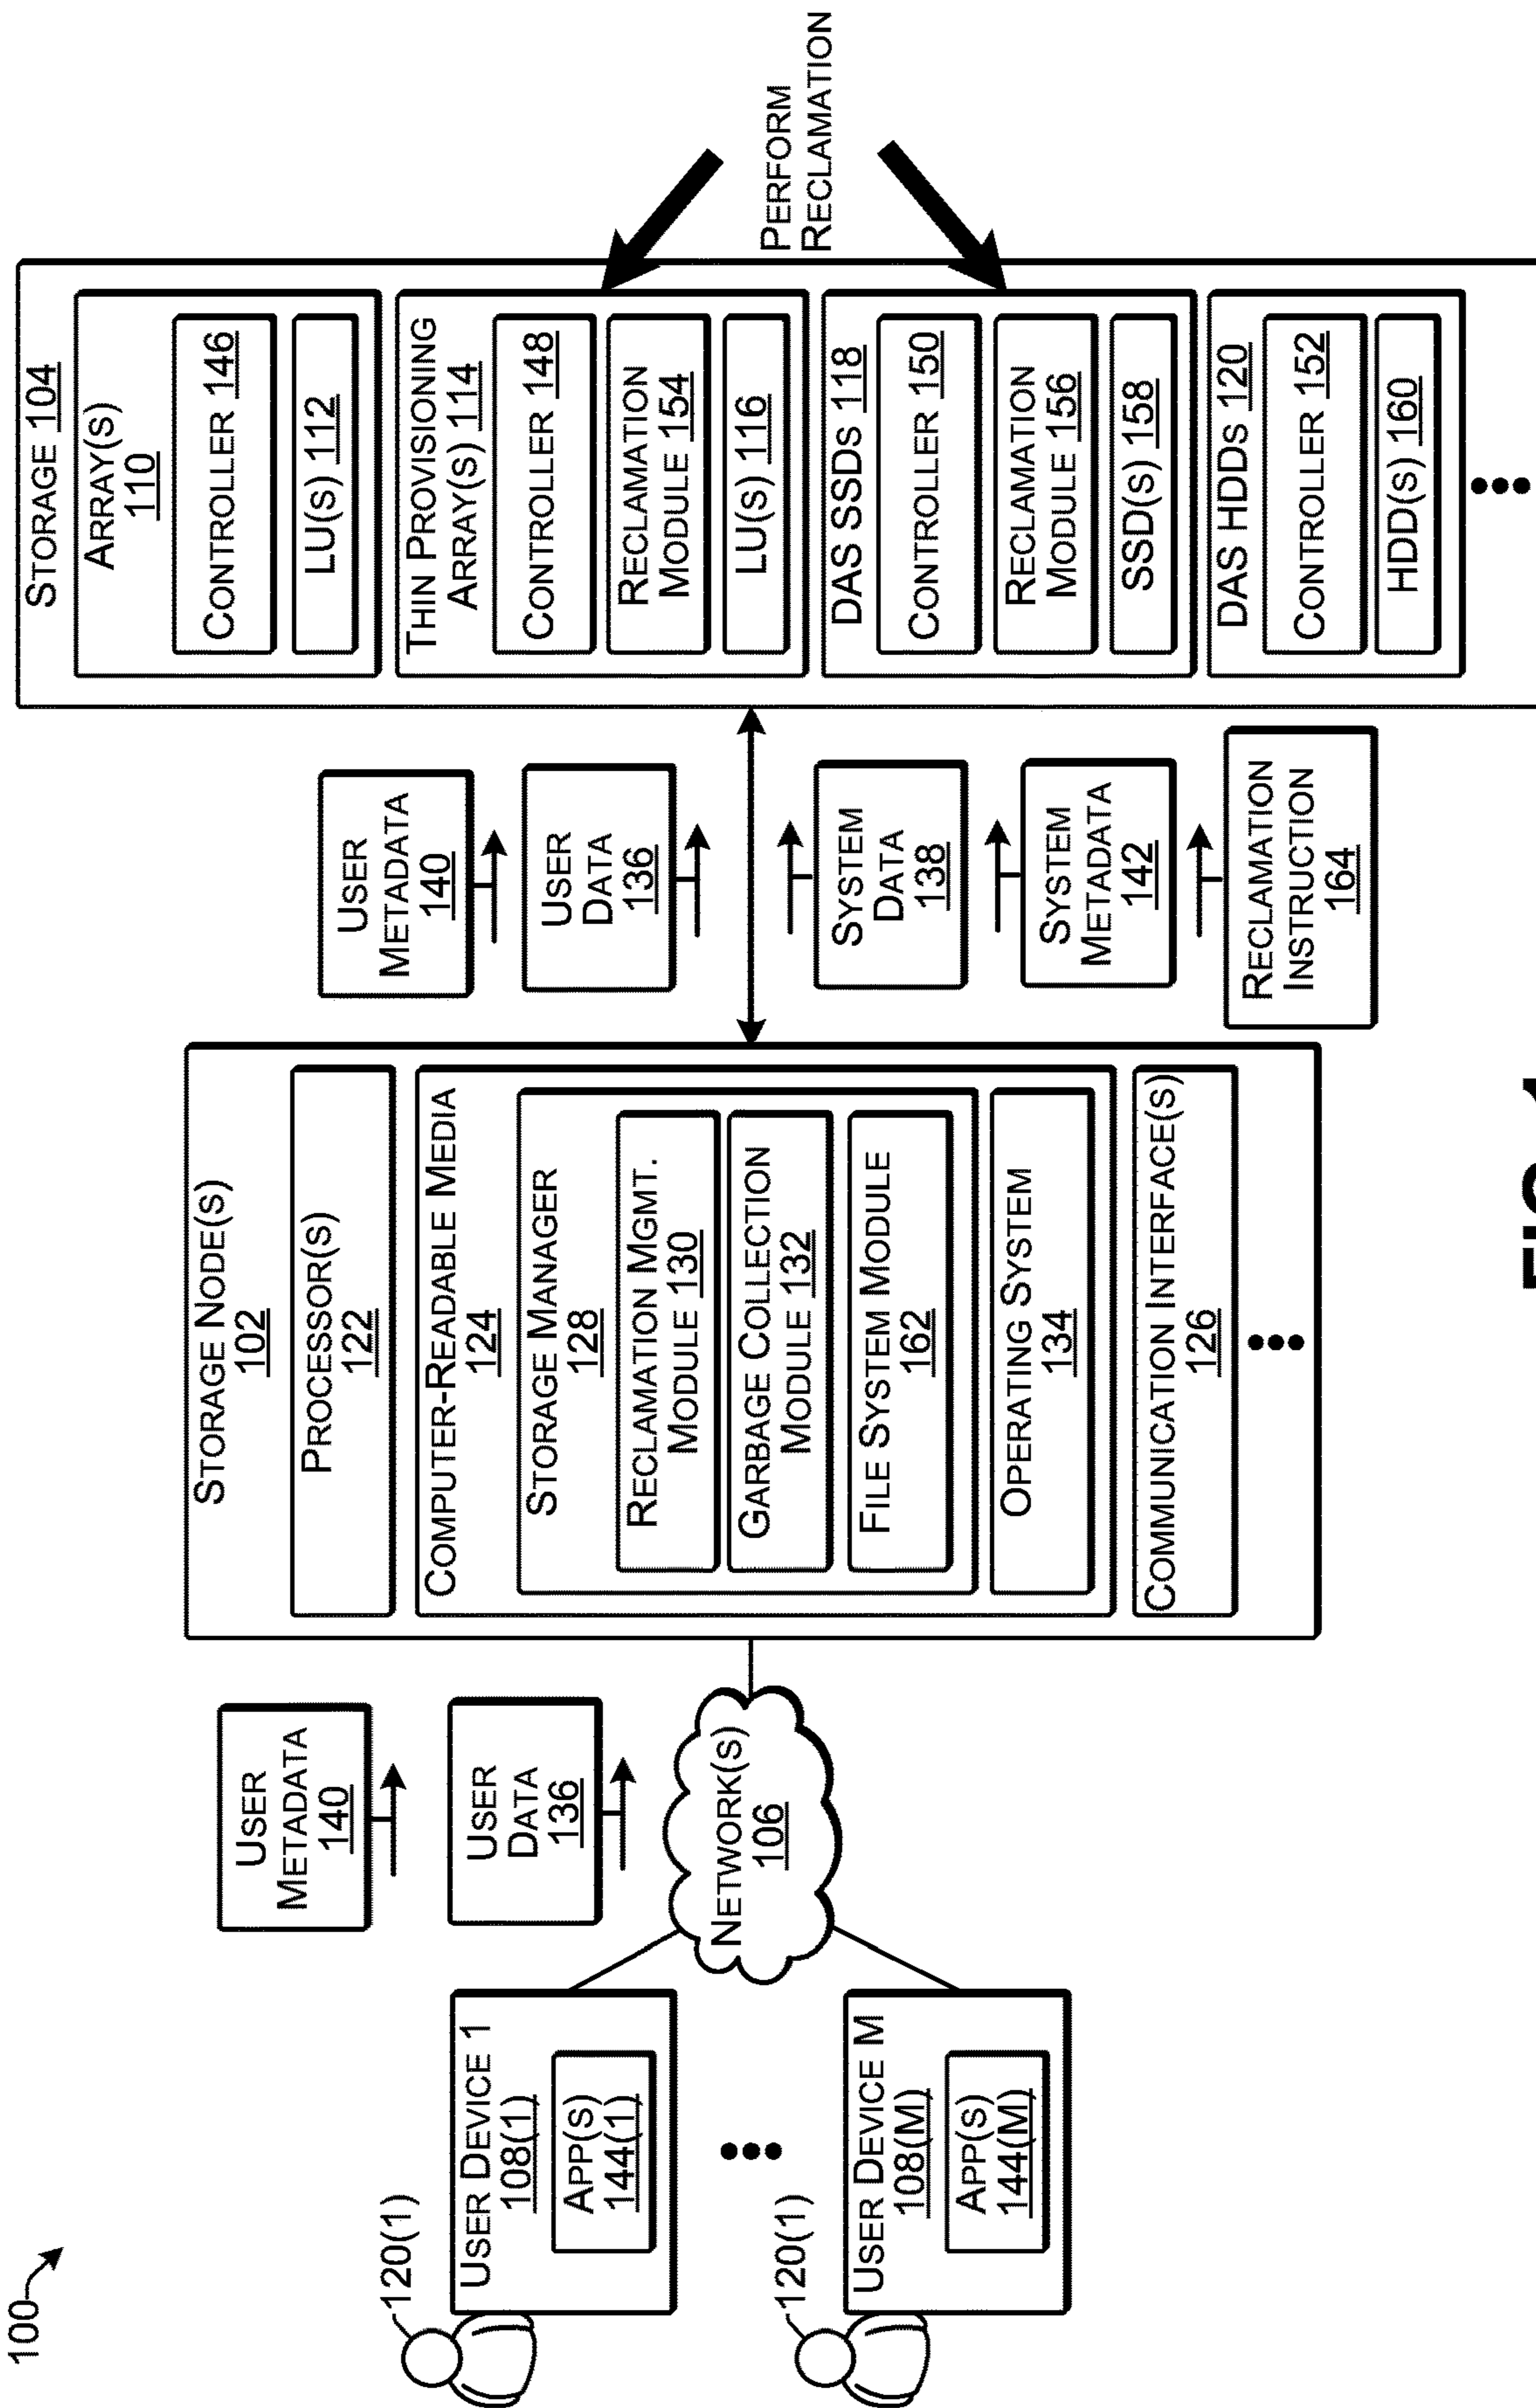 100
120(1)
USER DEVICE 1
108(1)
APP(S)
144(1)
120(1)
USER DEVICE M
108(M)
APP(S)
144(M)
USER
METADATA
140
USER
DATA
136
NETWORK(S)
106
STORAGE NODE(S)
102
PROCESSOR(S)
122
COMPUTER-READABLE MEDIA
124
STORAGE MANAGER
128
RECLAMATION MGMT.
MODULE 130
GARBAGE COLLECTION
MODULE 132
FILE SYSTEM MODULE
162
OPERATING SYSTEM
134
COMMUNICATION INTERFACE(S)
126
USER
METADATA
140
USER
DATA
136
SYSTEM
DATA
138
SYSTEM
METADATA
142
RECLAMATION
INSTRUCTION
164
STORAGE 104
ARRAY(S)
110
CONTROLLER 146
LU(S) 112
THIN PROVISIONING
ARRAY(S) 114
CONTROLLER 148
RECLAMATION
MODULE 154
LU(S) 116
DAS SSDS 118
CONTROLLER 150
RECLAMATION
MODULE 156
SSD(S) 158
DAS HDDS 120
CONTROLLER 152
HDD(S) 160
PERFORM
RECLAMATION